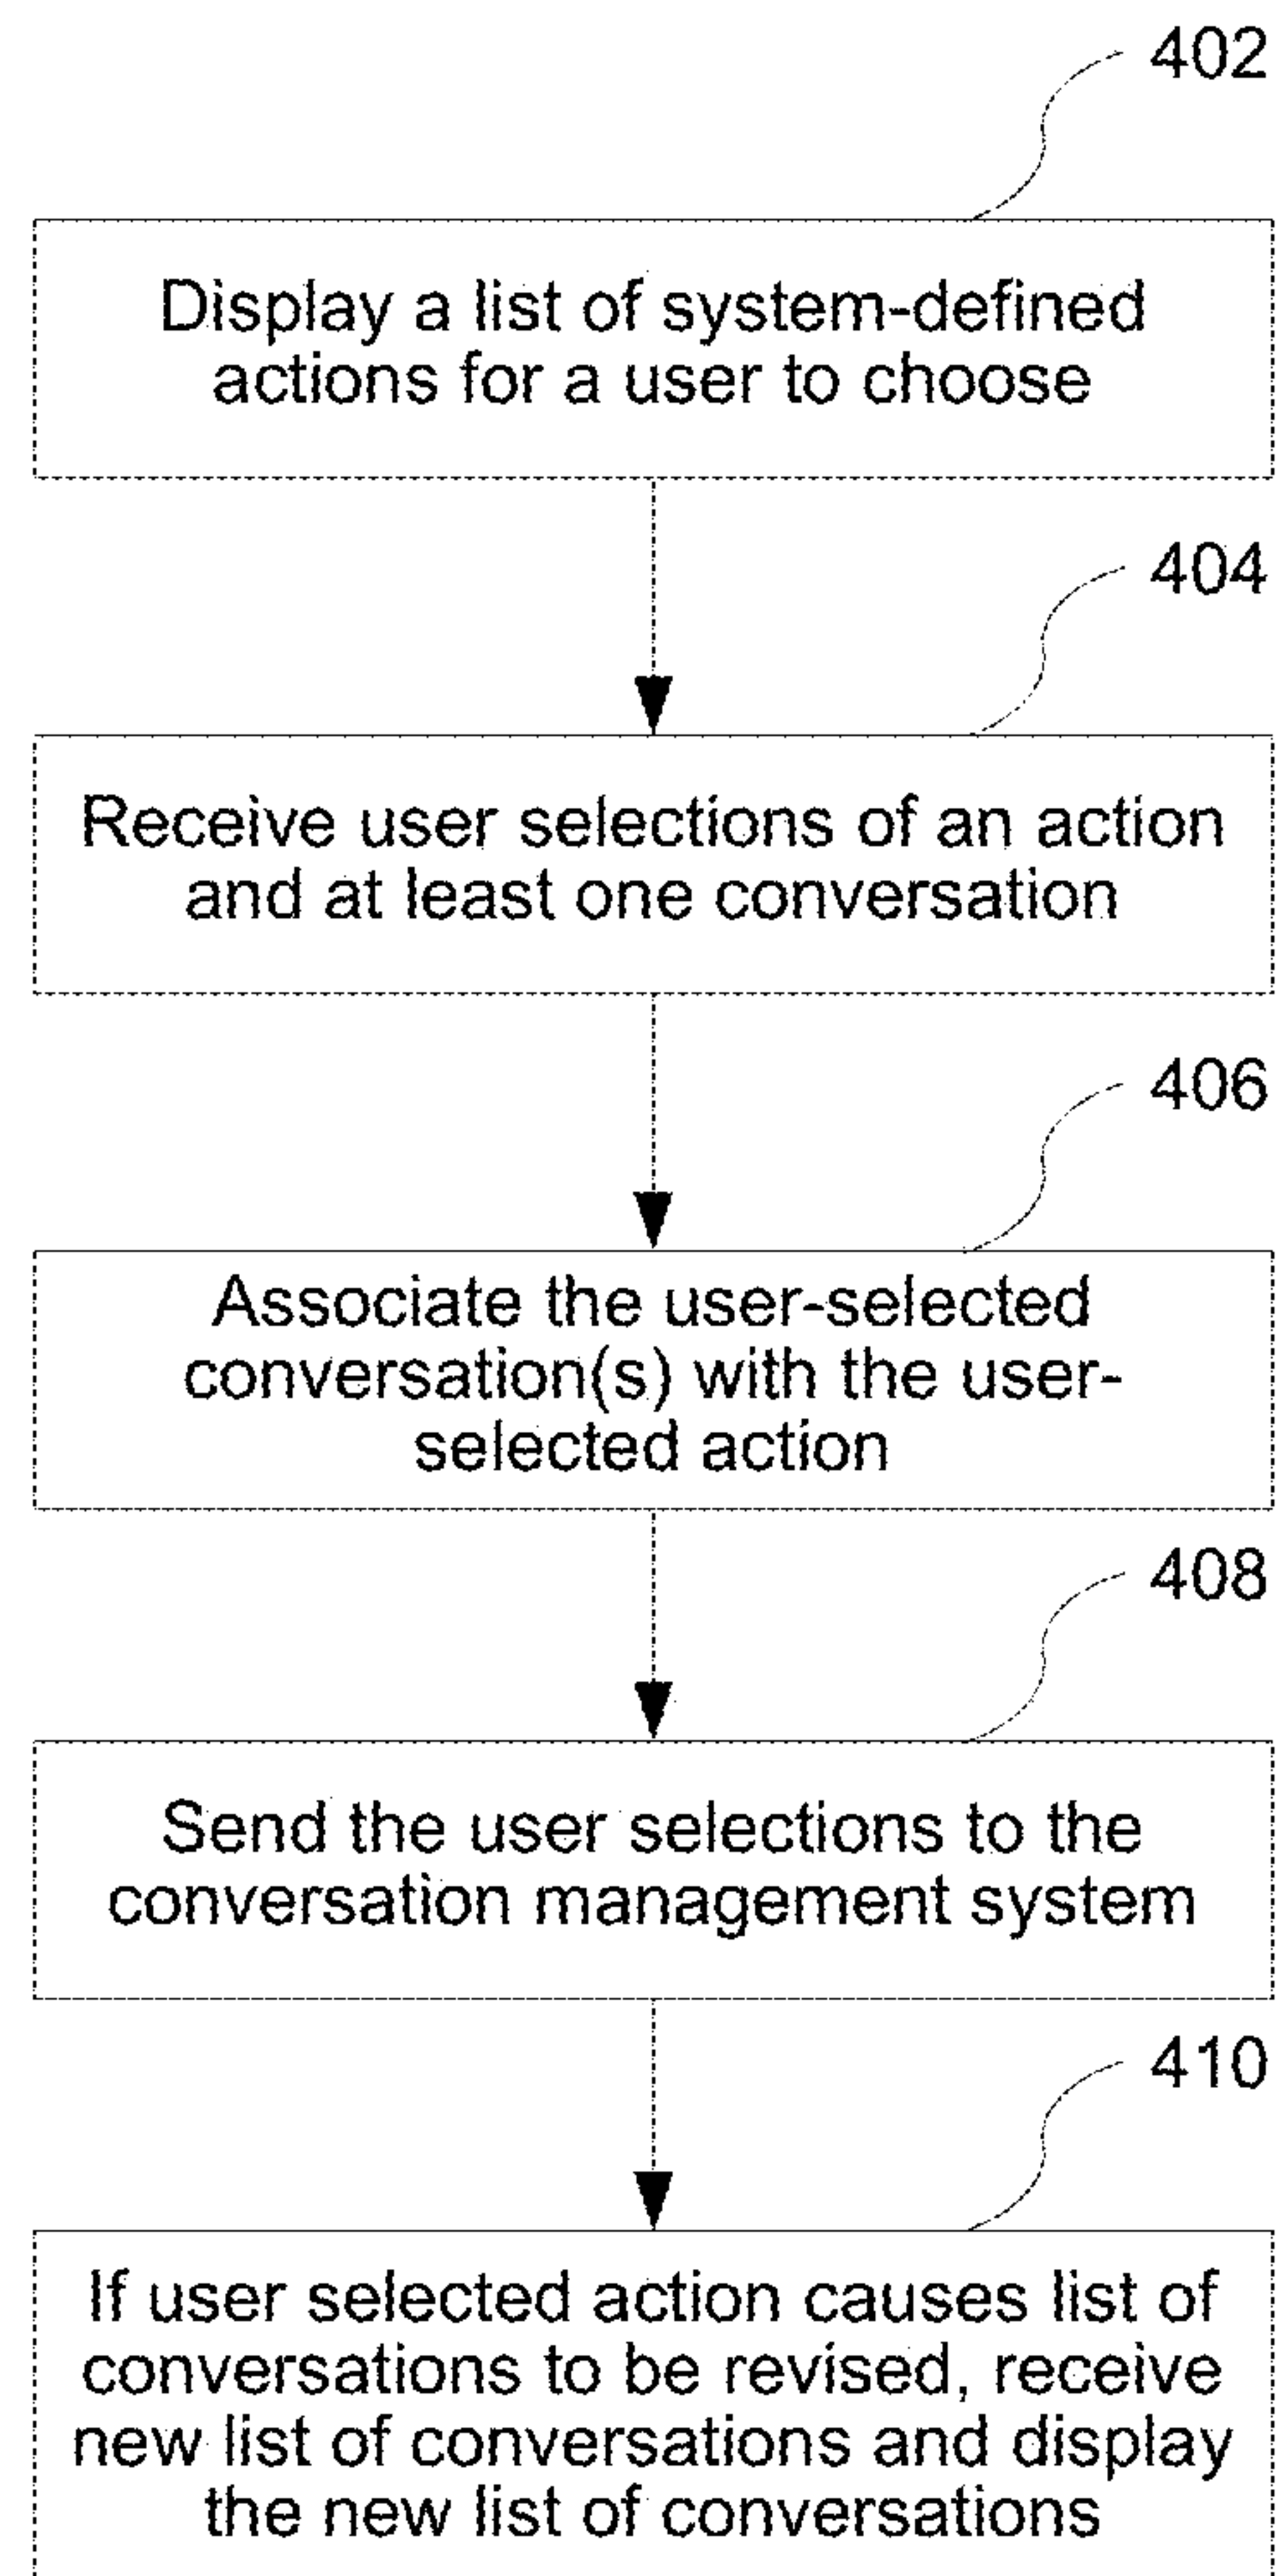 402
Display a list of system-defined
actions for a user to choose
404
Receive user selections of an action
and at least one conversation
406
Associate the user-selected
conversation(s) with the user-
selected action
408
Send the user selections to the
conversation management system
410
If user selected action causes list of
conversations to be revised, receive
new list of conversations and display
the new list of conversations